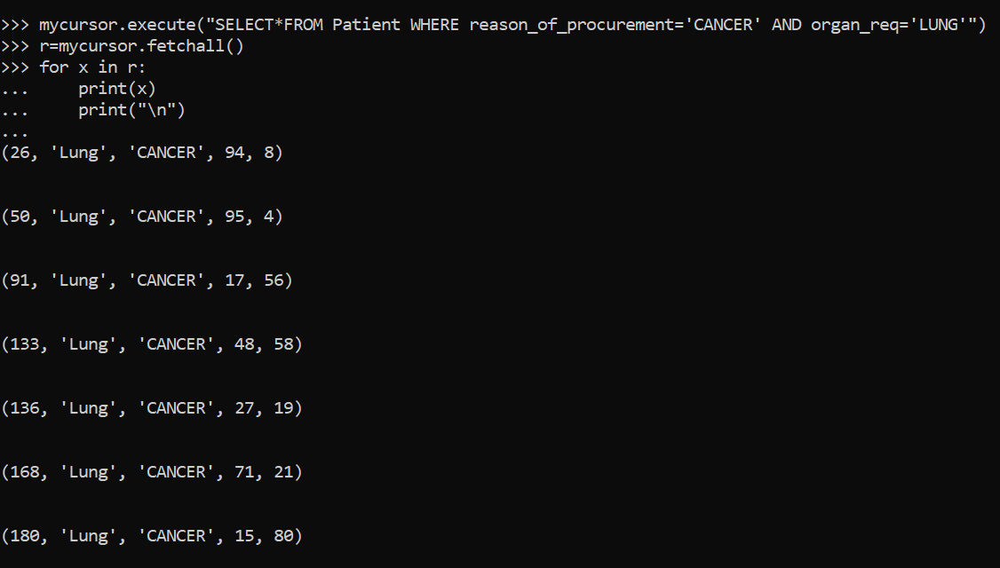 >>> mycursor.execute("SELECT*FROM Patient WHERE reason_of_procurement='CANCER' AND organ_req='LUNG'")
>>> r=mycursor.fetchall()
>>> for x in r:
...     print(x)
...     print("\n")
...
(26, 'Lung', 'CANCER', 94, 8)
(50, 'Lung', 'CANCER', 95, 4)
(91, 'Lung', 'CANCER', 17, 56)
(133, 'Lung', 'CANCER', 48, 58)
(136, 'Lung', 'CANCER', 27, 19)
(168, 'Lung', 'CANCER', 71, 21)
(180, 'Lung', 'CANCER', 15, 80)